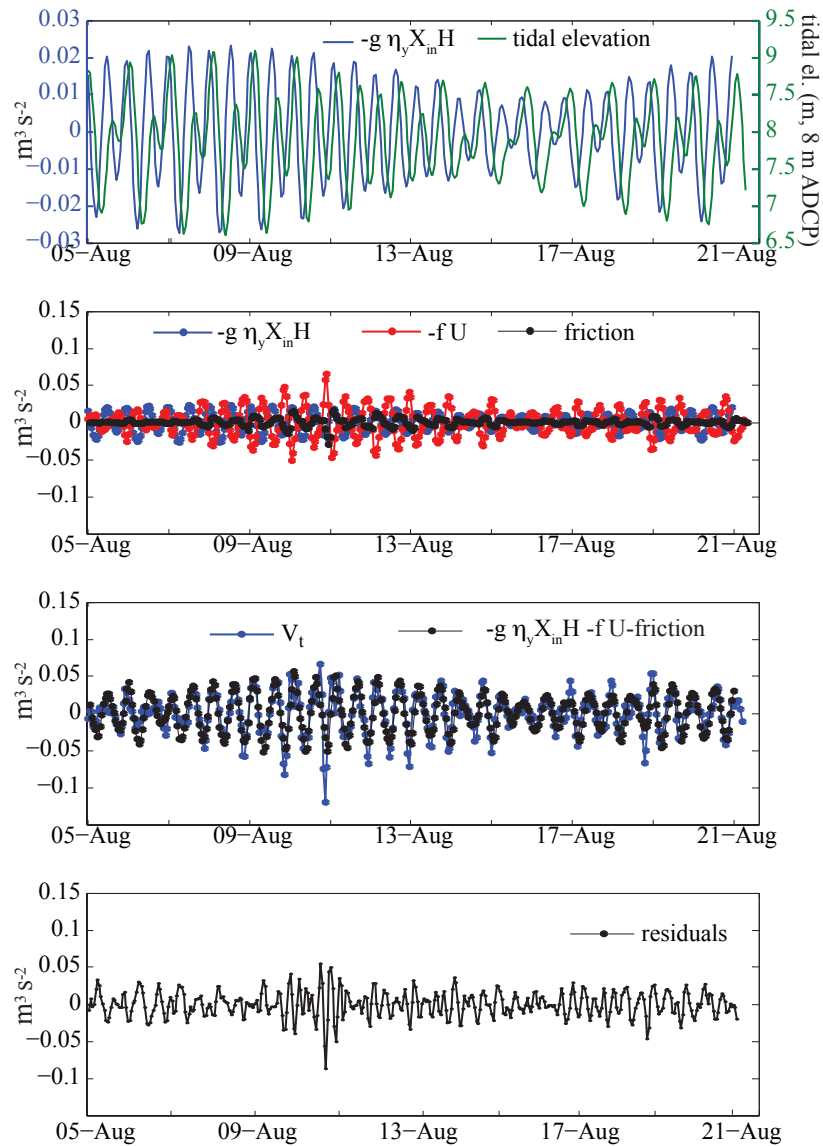 -g η_y X_in H
tidal elevation
m³ s⁻²
0.03
0.02
0.01
0
−0.01
−0.02
−0.03
9.5
9
8.5
8
7.5
7
6.5
tidal el. (m, 8 m ADCP)
05−Aug 09−Aug 13−Aug 17−Aug 21−Aug
-g η_y X_in H
-f U
friction
m³ s⁻²
0.15
0.1
0.05
0
−0.05
−0.1
05−Aug 09−Aug 13−Aug 17−Aug 21−Aug
V_t
-g η_y X_in H -f U-friction
m³ s⁻²
0.15
0.1
0.05
0
−0.05
−0.1
05−Aug 09−Aug 13−Aug 17−Aug 21−Aug
residuals
m³ s⁻²
0.15
0.1
0.05
0
−0.05
−0.1
05−Aug 09−Aug 13−Aug 17−Aug 21−Aug